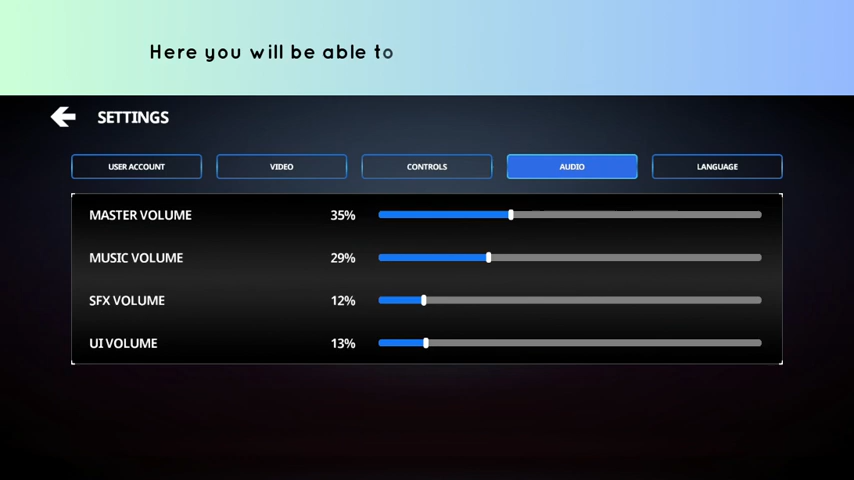 Here you will be able to
SETTINGS
USER ACCOUNT VIDEO CONTROLS AUDIO LANGUAGE
MASTER VOLUME 35%
MUSIC VOLUME 29%
SFX VOLUME 12%
UI VOLUME 13%